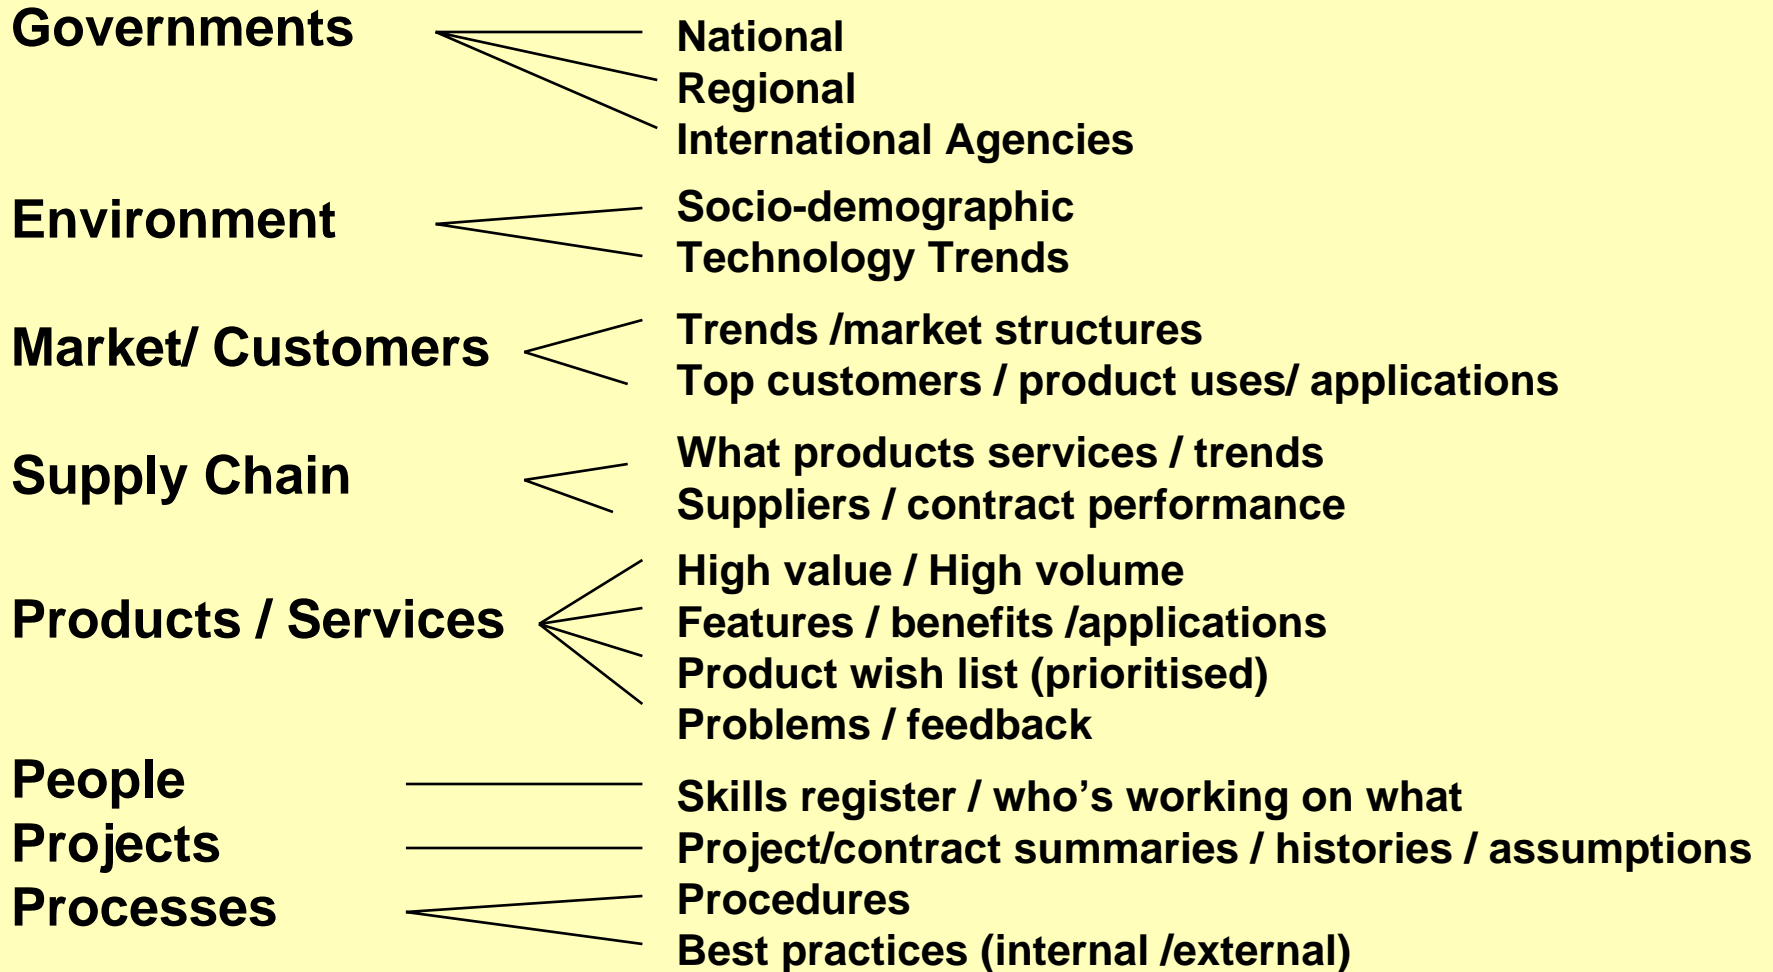 Governments
National
Regional
International Agencies
Environment
Socio-demographic
Technology Trends
Market/ Customers
Trends /market structures
Top customers / product uses/ applications
Supply Chain
What products services / trends
Suppliers / contract performance
Products / Services
High value / High volume
Features / benefits /applications
Product wish list (prioritised)
Problems / feedback
People
Skills register / who’s working on what
Projects
Project/contract summaries / histories / assumptions
Processes
Procedures
Best practices (internal /external)